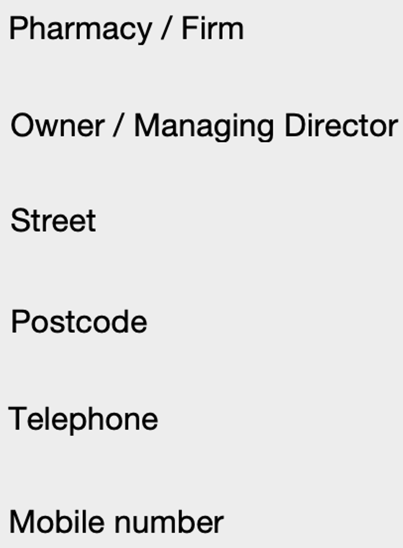 Pharmacy / Firm
Owner / Managing Director
Street
Postcode
Telephone
Mobile number